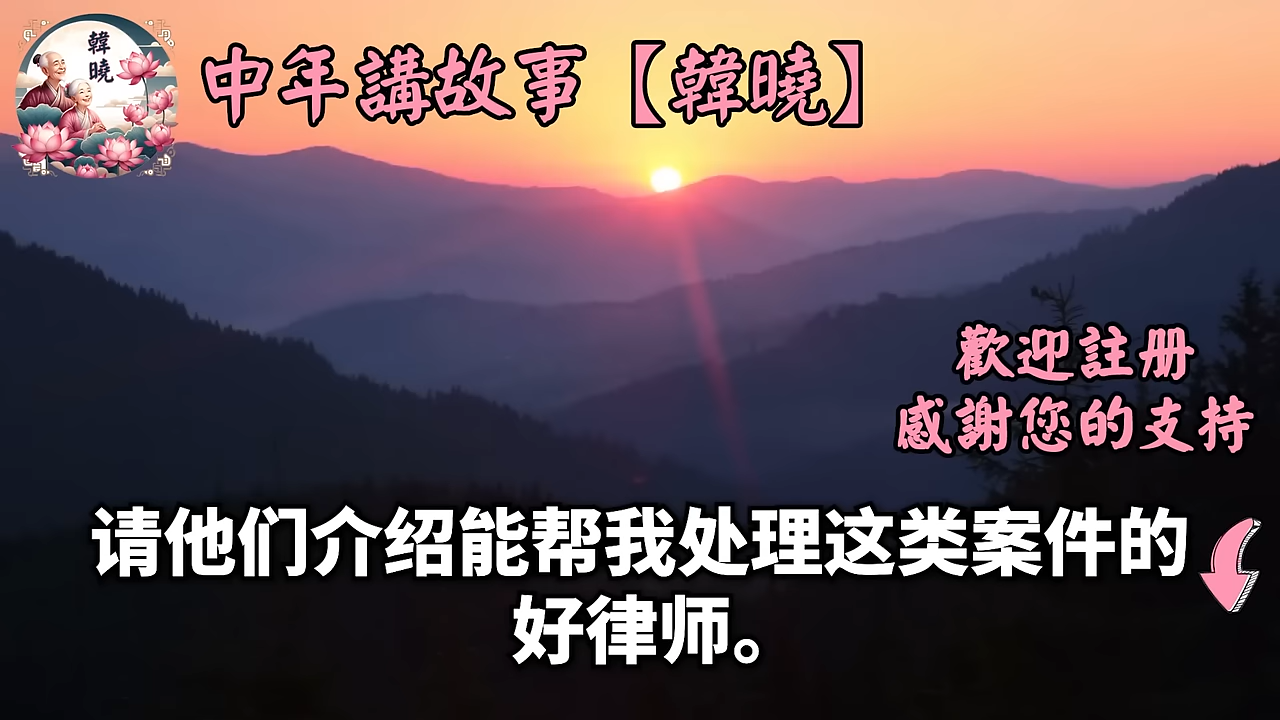 韓
曉
中年講故事【韓曉】
歡迎註册
感謝您的支持
请他们介绍能帮我处理这类案件的
好律师。